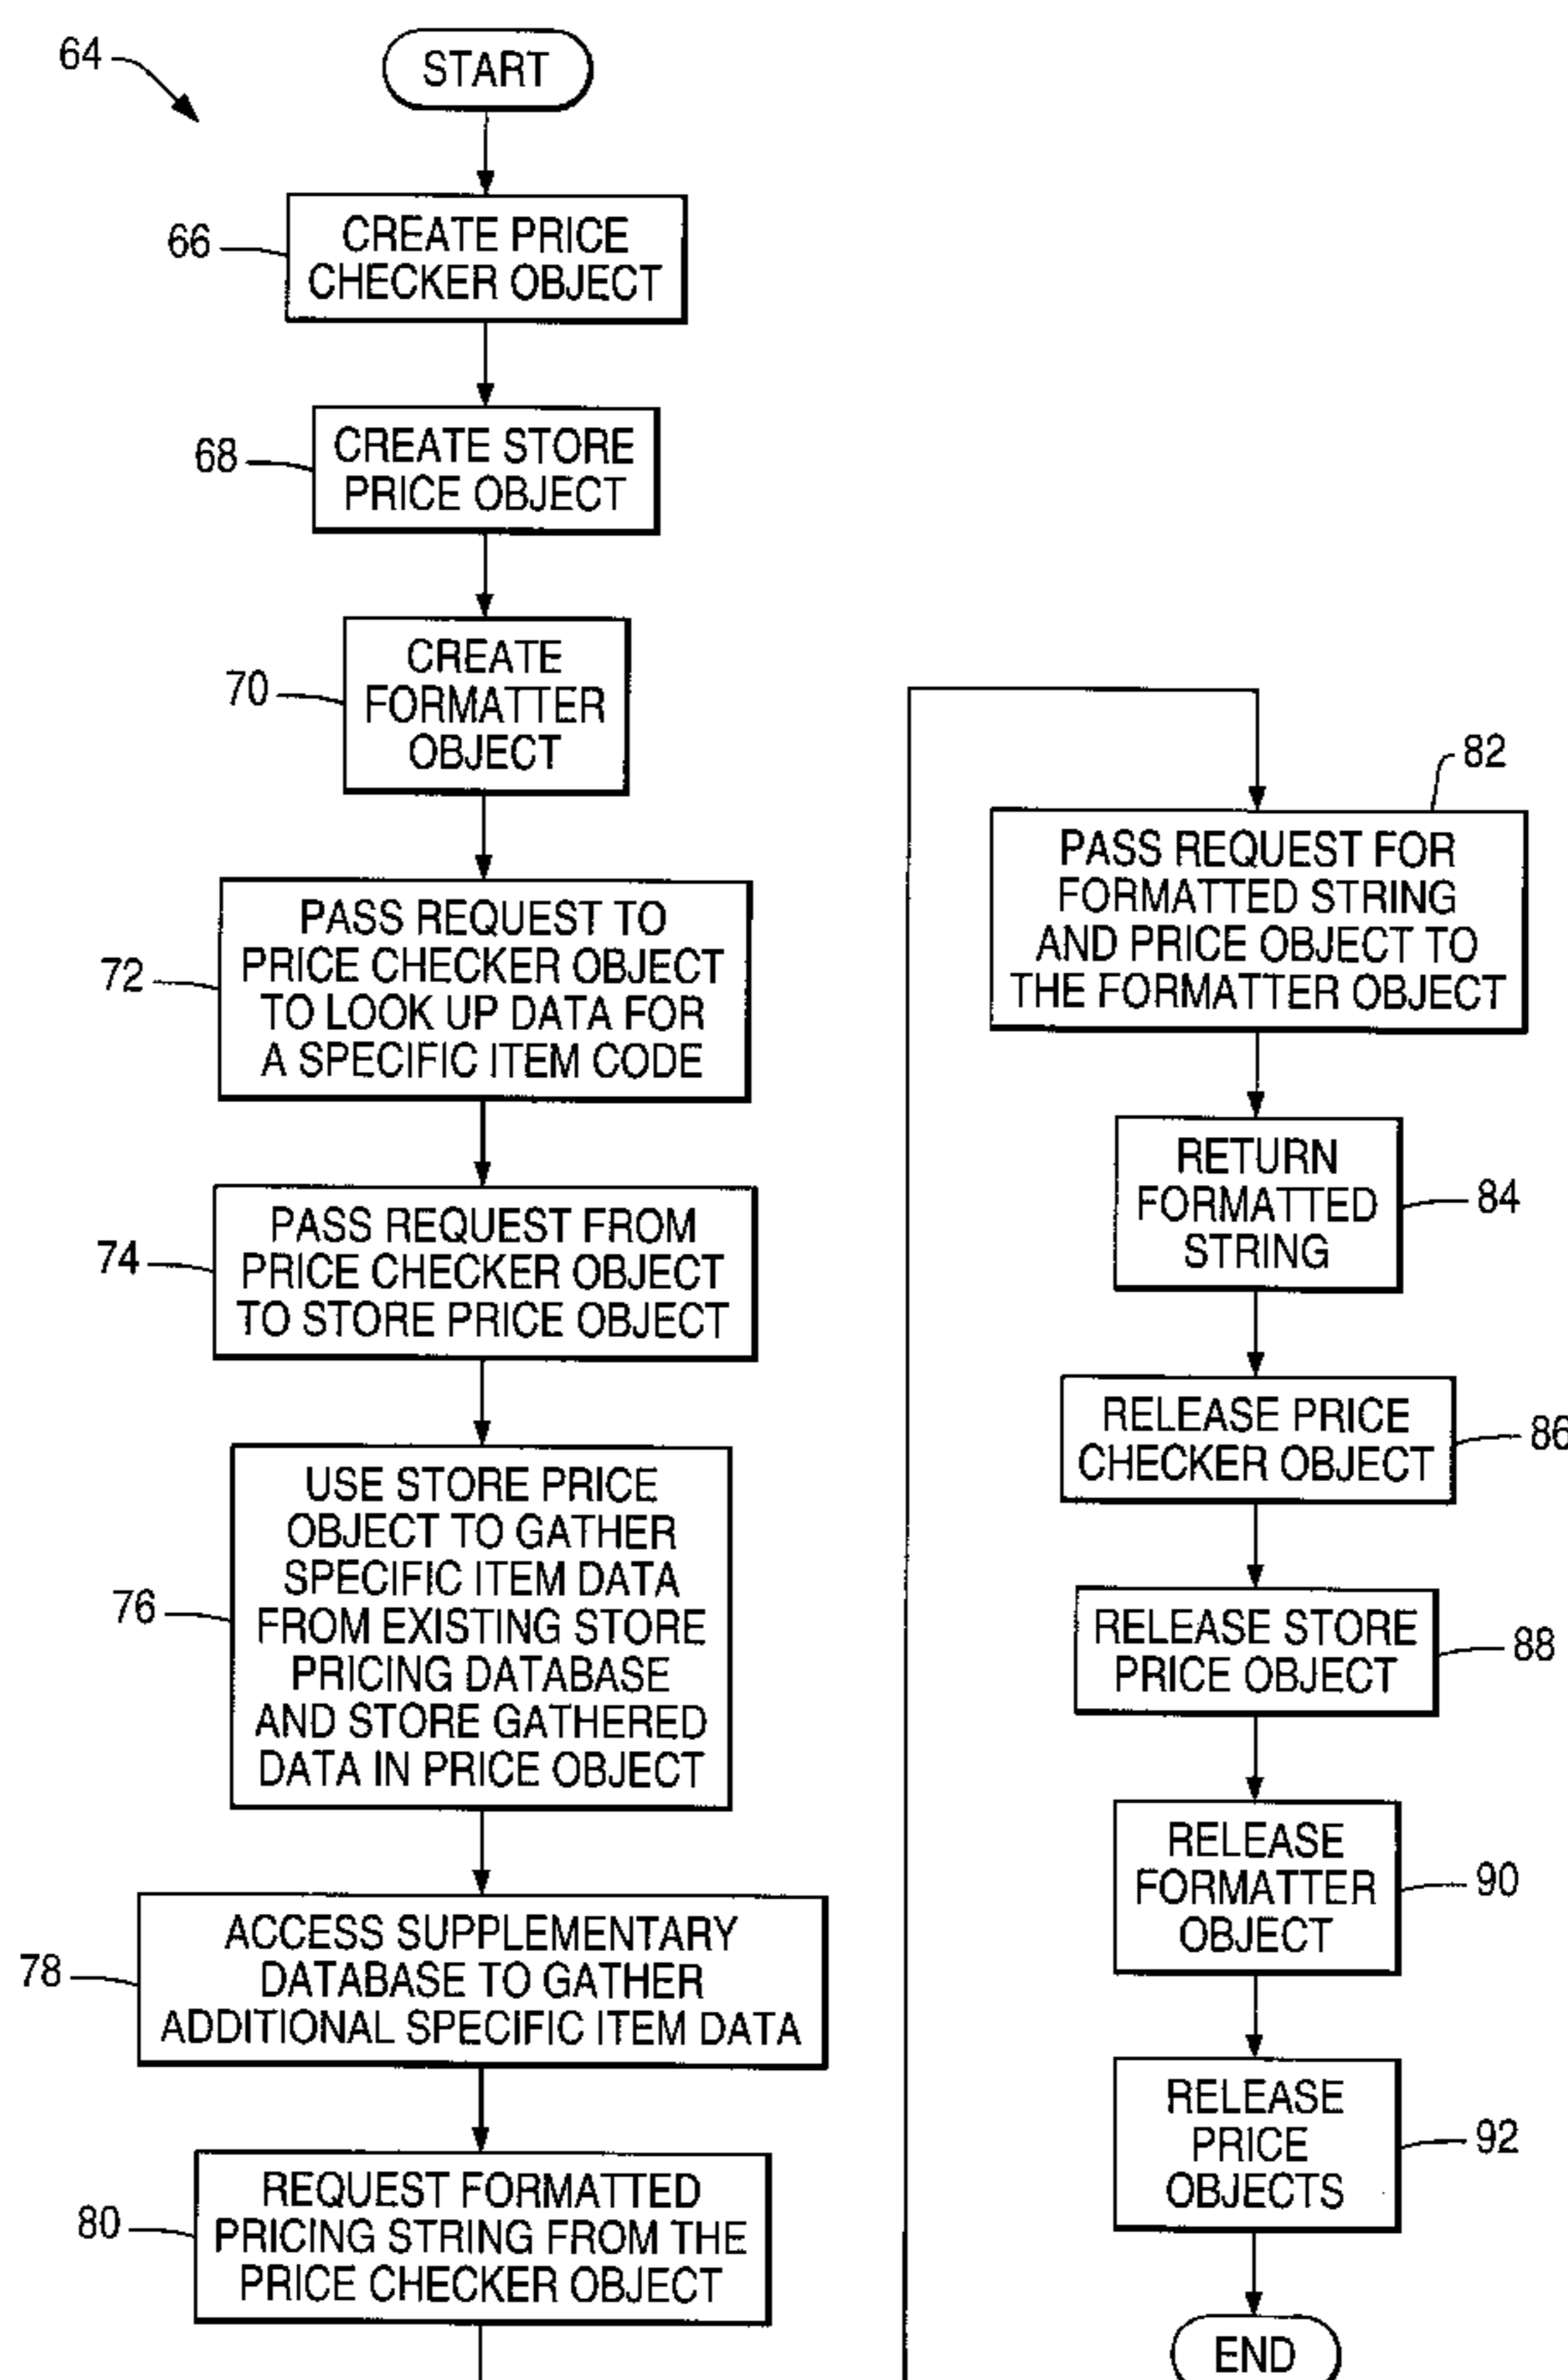 64
START
66
CREATE PRICE
CHECKER OBJECT
68
CREATE STORE
PRICE OBJECT
70
CREATE
FORMATTER
OBJECT
72
PASS REQUEST TO
PRICE CHECKER OBJECT
TO LOOK UP DATA FOR
A SPECIFIC ITEM CODE
74
PASS REQUEST FROM
PRICE CHECKER OBJECT
TO STORE PRICE OBJECT
76
USE STORE PRICE
OBJECT TO GATHER
SPECIFIC ITEM DATA
FROM EXISTING STORE
PRICING DATABASE
AND STORE GATHERED
DATA IN PRICE OBJECT
78
ACCESS SUPPLEMENTARY
DATABASE TO GATHER
ADDITIONAL SPECIFIC ITEM DATA
80
REQUEST FORMATTED
PRICING STRING FROM THE
PRICE CHECKER OBJECT
82
PASS REQUEST FOR
FORMATTED STRING
AND PRICE OBJECT TO
THE FORMATTER OBJECT
RETURN
FORMATTED
STRING
84
RELEASE PRICE
CHECKER OBJECT
86
RELEASE STORE
PRICE OBJECT
88
RELEASE
FORMATTER
OBJECT
90
RELEASE
PRICE
OBJECTS
92
END